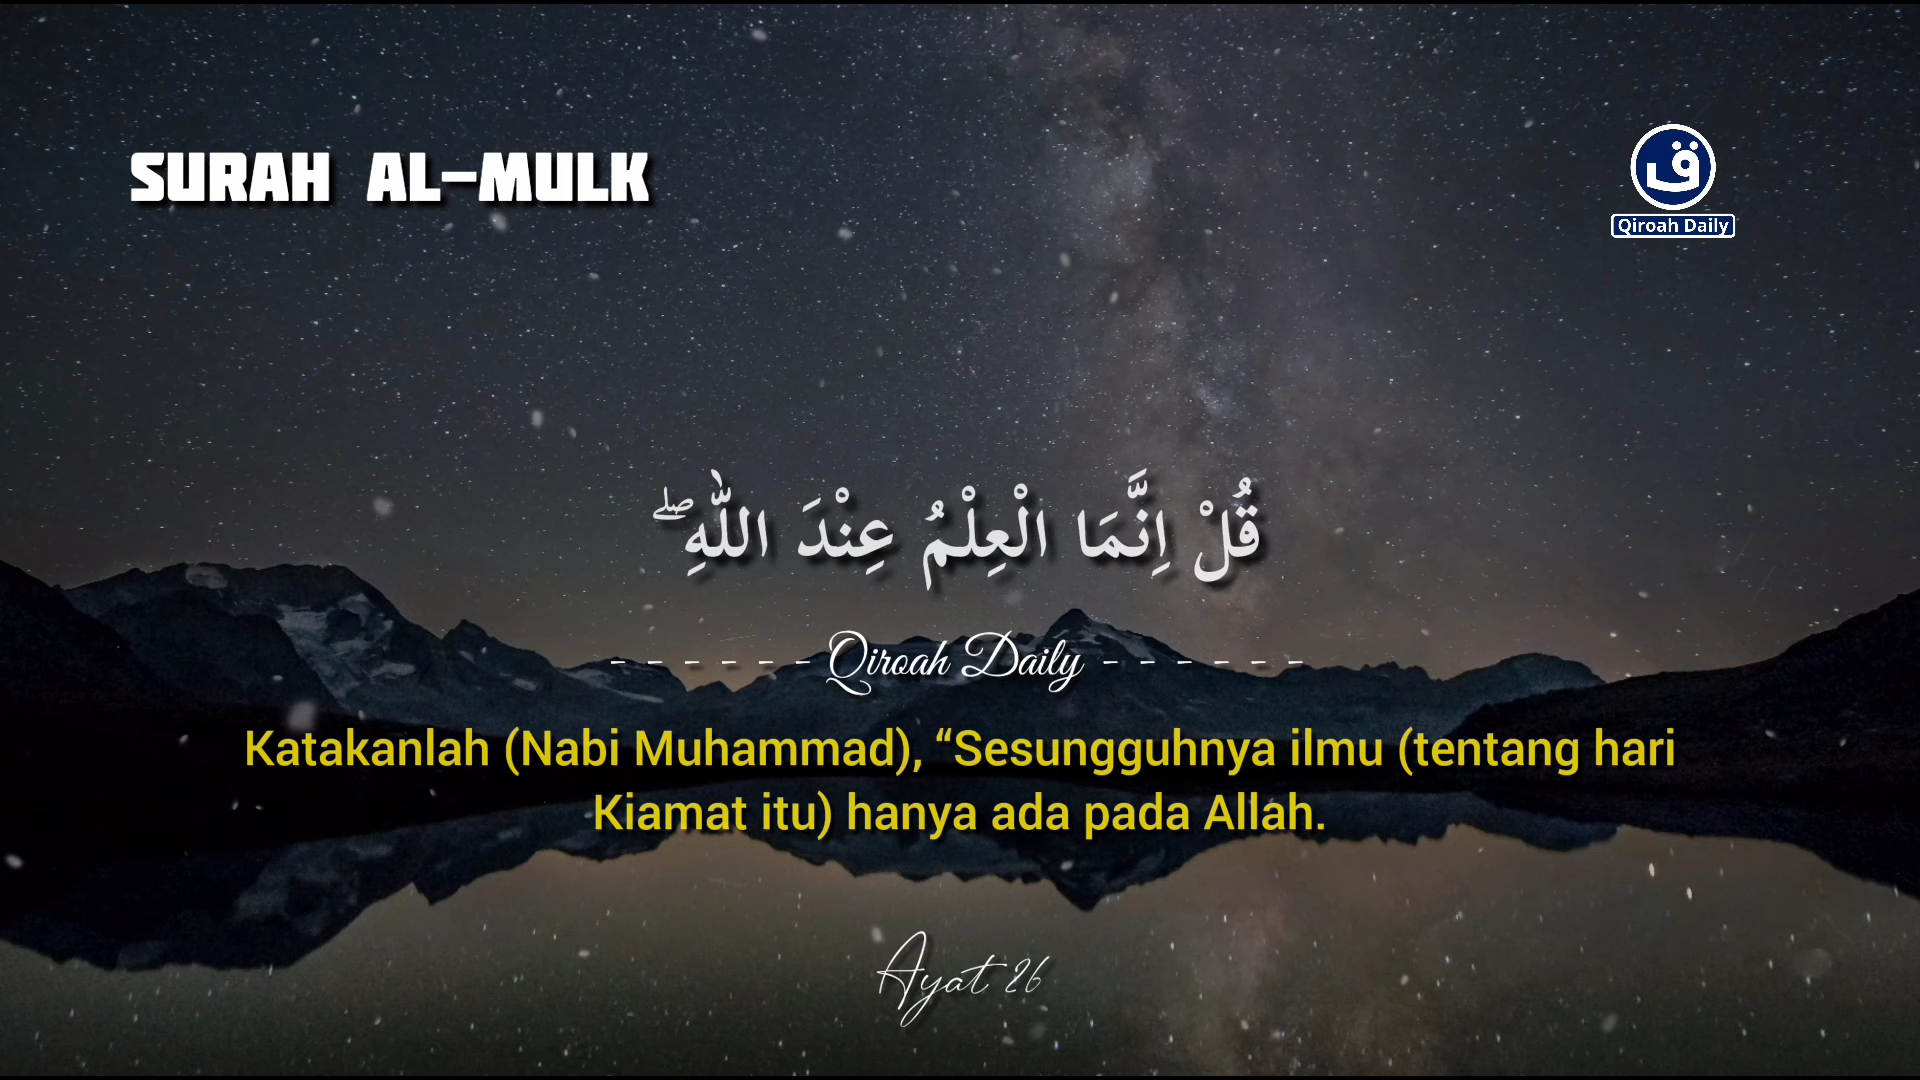 SURAH AL-MULK
ق
Qiroah Daily
قُلْ اِنَّمَا الْعِلْمُ عِنْدَ اللّٰهِ ۖ
------ Qiroah Daily ------
Katakanlah (Nabi Muhammad), “Sesungguhnya ilmu (tentang hari
Kiamat itu) hanya ada pada Allah.
Ayat 26